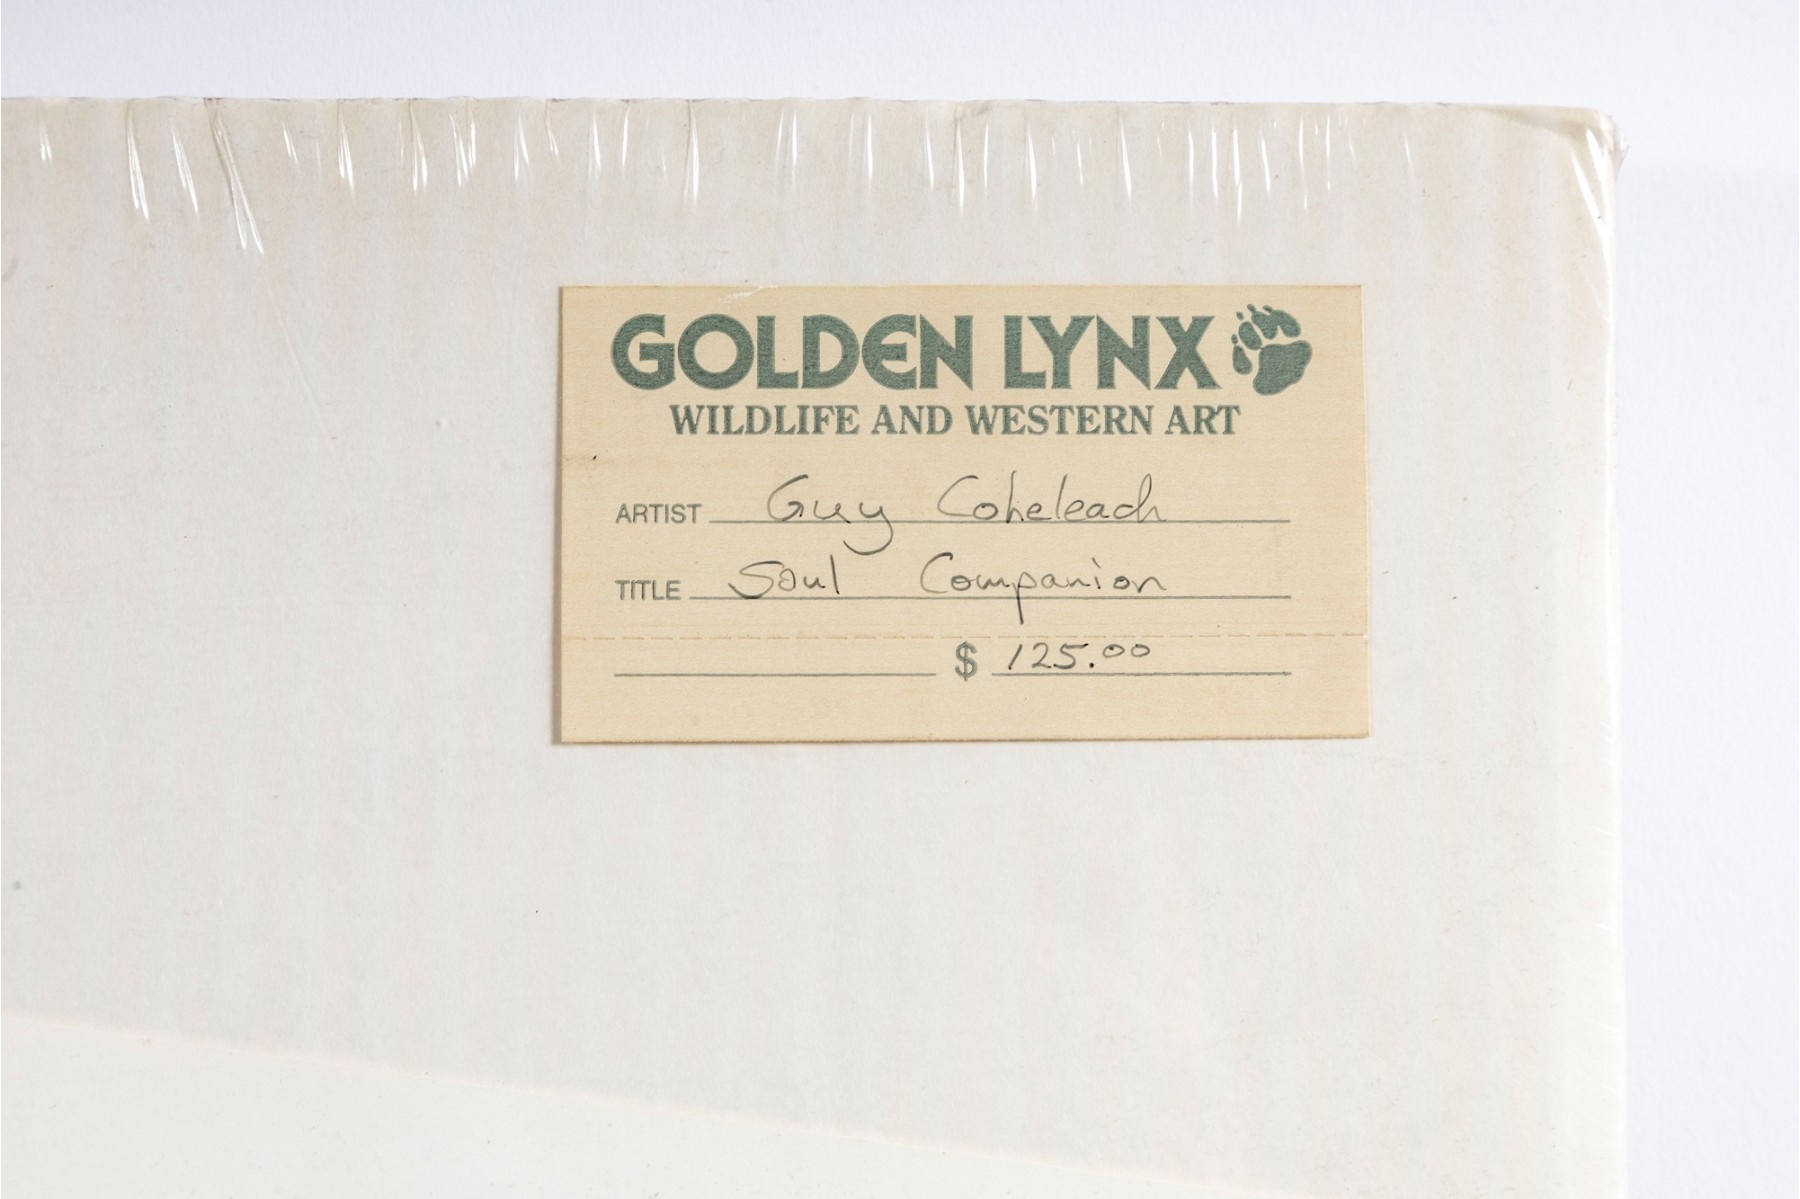 GOLDEN LYNX
WILDLIFE AND WESTERN ART
ARTIST Guy Coheleach
TITLE Soul Companion
$ 125.00